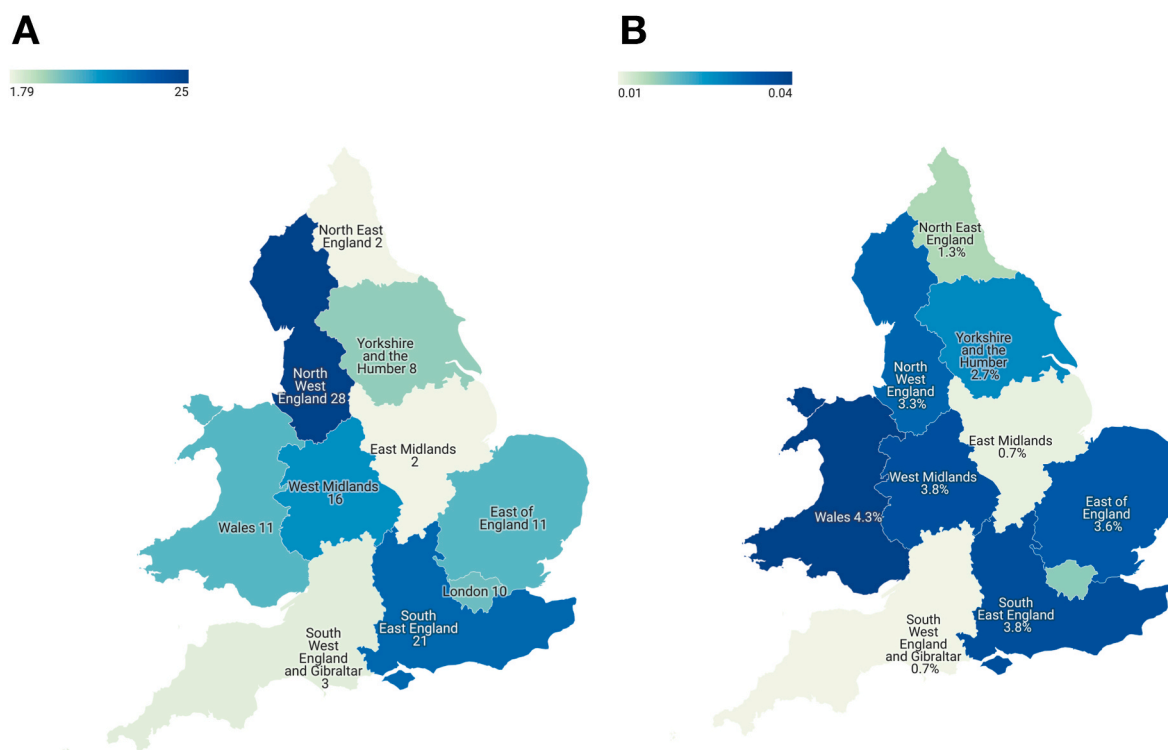 A
1.79 25
North East
England 2
Yorkshire
and the
Humber 8
North
West
England 28
East Midlands
2
West Midlands
16
Wales 11
East of
England 11
London 10
South
East England
21
South
West
England
and Gibraltar
3
B
0.01 0.04
North East
England
1.3%
Yorkshire
and the
Humber
2.7%
North
West
England
3.3%
East Midlands
0.7%
West Midlands
3.8%
Wales 4.3%
East of
England
3.6%
South
East England
3.8%
South
West
England
and Gibraltar
0.7%